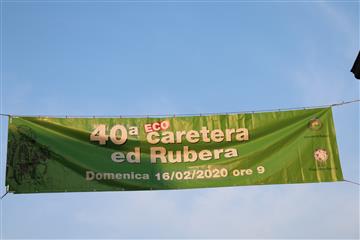 40ª ECO caretera
ed Rubera
Domenica 16/02/2020 ore 9